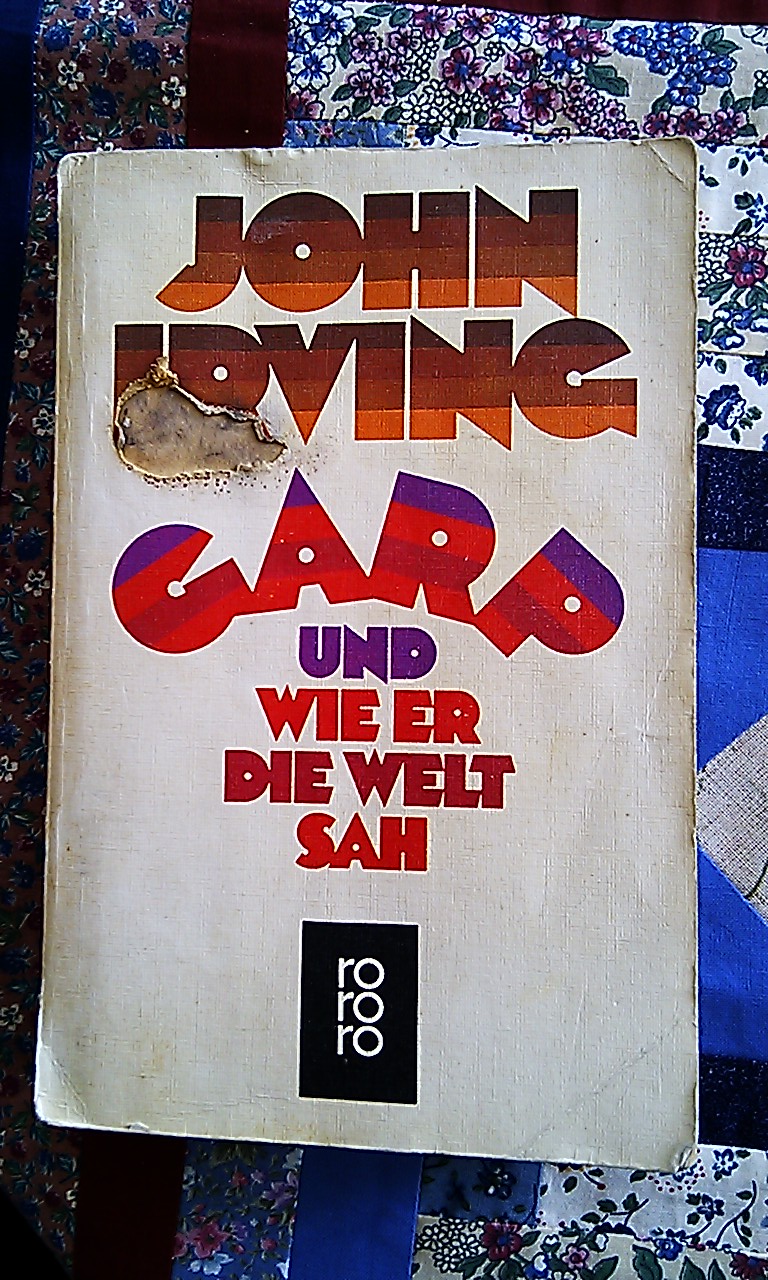 JOHN
IRVING
GARP
UND
WIE ER
DIE WELT
SAH
ro
ro
ro